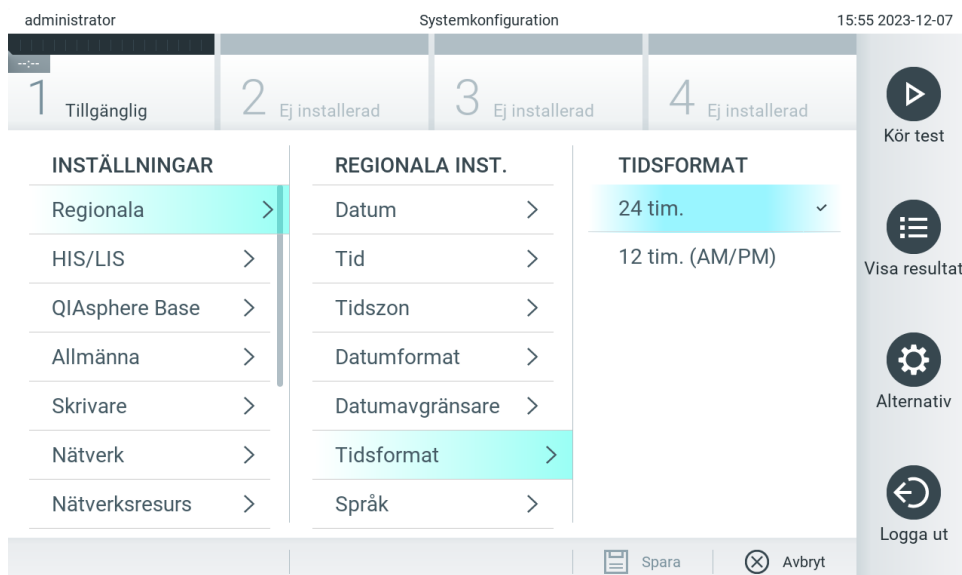 administrator
Systemkonfiguration
15:55 2023-12-07
--:--
1 Tillgänglig
2 Ej installerad
3 Ej installerad
4 Ej installerad
INSTÄLLNINGAR
Regionala
HIS/LIS
QIAsphere Base
Allmänna
Skrivare
Nätverk
Nätverksresurs
REGIONALA INST.
Datum
Tid
Tidszon
Datumformat
Datumavgränsare
Tidsformat
Språk
TIDSFORMAT
24 tim.
12 tim. (AM/PM)
Kör test
Visa resultat
Alternativ
Logga ut
Spara
Avbryt